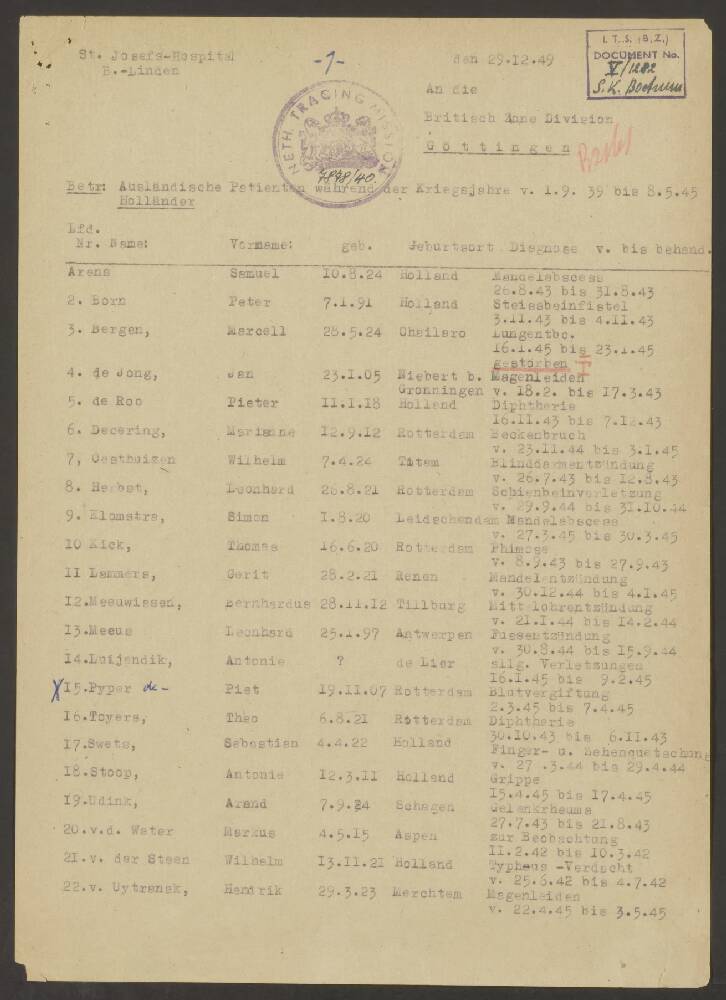 St. Josefs-Hospital
B.-Linden
-1-
den 29.12.49
I.T.S. (B.Z.)
DOCUMENT No.
V/1282
S.K. Bochum
An die
Britisch Zone Division
Göttingen
NETH. TRACING MISSION
7898/40.
Betr: Ausländische Patienten während der Kriegsjahre v. 1.9. 39 bis 8.5.45
Holländer
Lfd.
Nr. Name: Vorname: geb. Geburtsort Diagnose v. bis behand.
Arens Samuel 10.8.24 Holland Mandelabscess
26.8.43 bis 31.8.43
2. Born Peter 7.1.91 Holland Steissbeinfistel
3.11.43 bis 4.11.43
3. Bergen, Marcell 28.5.24 Chailaro Lungentbc.
16.1.45 bis 23.1.45
gestorben
4. de Jong, Jan 23.1.05 Niebert b. Magenleiden
Gronningen v. 18.2. bis 17.3.43
5. de Roo Pieter 11.1.18 Holland Diphtherie
16.11.43 bis 7.12.43
6. Decering, Marianne 12.9.12 Rotterdam Beckenbruch
v. 23.11.44 bis 3.1.45
7, Oesthuizen Wilhelm 7.4.24 Totem Blinddarmentzündung
v. 26.7.43 bis 12.8.43
8. Herbst, Leonhard 26.8.21 Rotterdam Schienbeinverletzung
v. 29.9.44 bis 31.10.44
9. Klomstra, Simon 1.8.20 Leidschendam Mandelabscess
v. 27.3.45 bis 30.3.45
10 Kick, Thomas 16.6.20 Rotterdam Phimose
v. 8.9.43 bis 27.9.43
11 Lammers, Gerit 28.2.21 Renen Mandelentzündung
v. 30.12.44 bis 4.1.45
12.Meeuwissen, Bernhardus 28.11.12 Tillburg Mittelohrentzündung
v. 21.1.44 bis 14.2.44
13.Meeus Leonhard 25.1.97 Antwerpen Fussentzündung
v. 30.8.44 bis 15.9.44
14.Luijendik, Antonie ? de Lier allg. Verletzungen
16.1.45 bis 9.2.45
X 15.Pyper de- Piet 19.11.07 Rotterdam Blutvergiftung
2.3.45 bis 7.4.45
16.Toyers, Theo 6.8.21 Rotterdam Diphtherie
30.10.43 bis 6.11.43
17.Swets, Sebastian 4.4.22 Holland Finger- u. Zehenquetschung
v. 27 .3.44 bis 29.4.44
18.Stoop, Antonie 12.3.11 Holland Grippe
15.4.45 bis 17.4.45
19.Udink, Arand 7.9.24 Schagen Gelenkrheuma
27.7.43 bis 21.8.43
20.v.d. Water Markus 4.5.15 Aspen zur Beobachtung
11.2.42 bis 10.3.42
21.v. der Steen Wilhelm 13.11.21 Holland Typheus -Verdacht
v. 25.6.42 bis 4.7.42
22.v. Uytransk, Hendrik 29.3.23 Merchtem Magenleiden
v. 22.4.45 bis 3.5.45